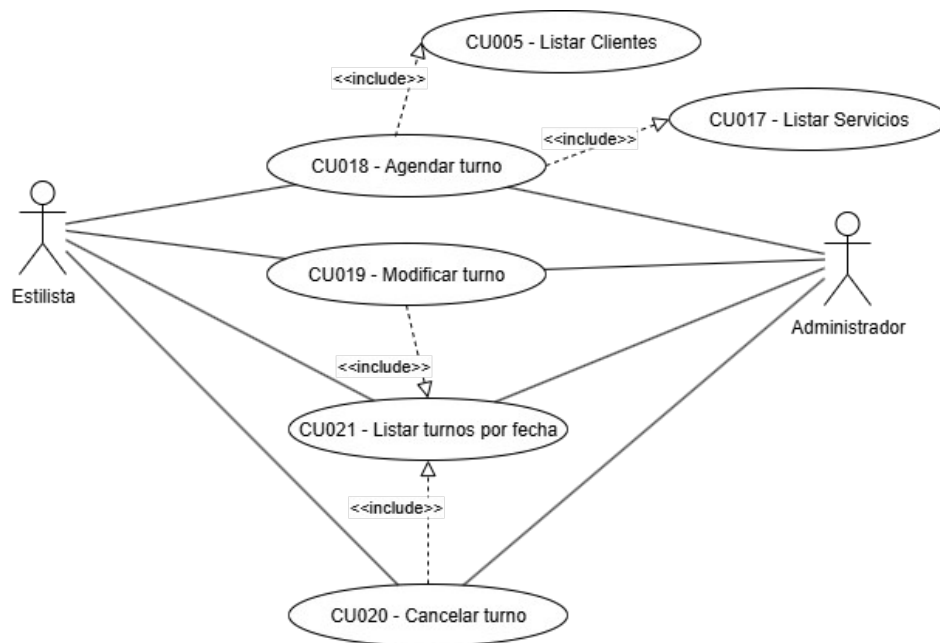 CU005 - Listar Clientes
<<include>>
CU017 - Listar Servicios
<<include>>
CU018 - Agendar turno
CU019 - Modificar turno
Estilista
Administrador
<<include>>
CU021 - Listar turnos por fecha
<<include>>
CU020 - Cancelar turno